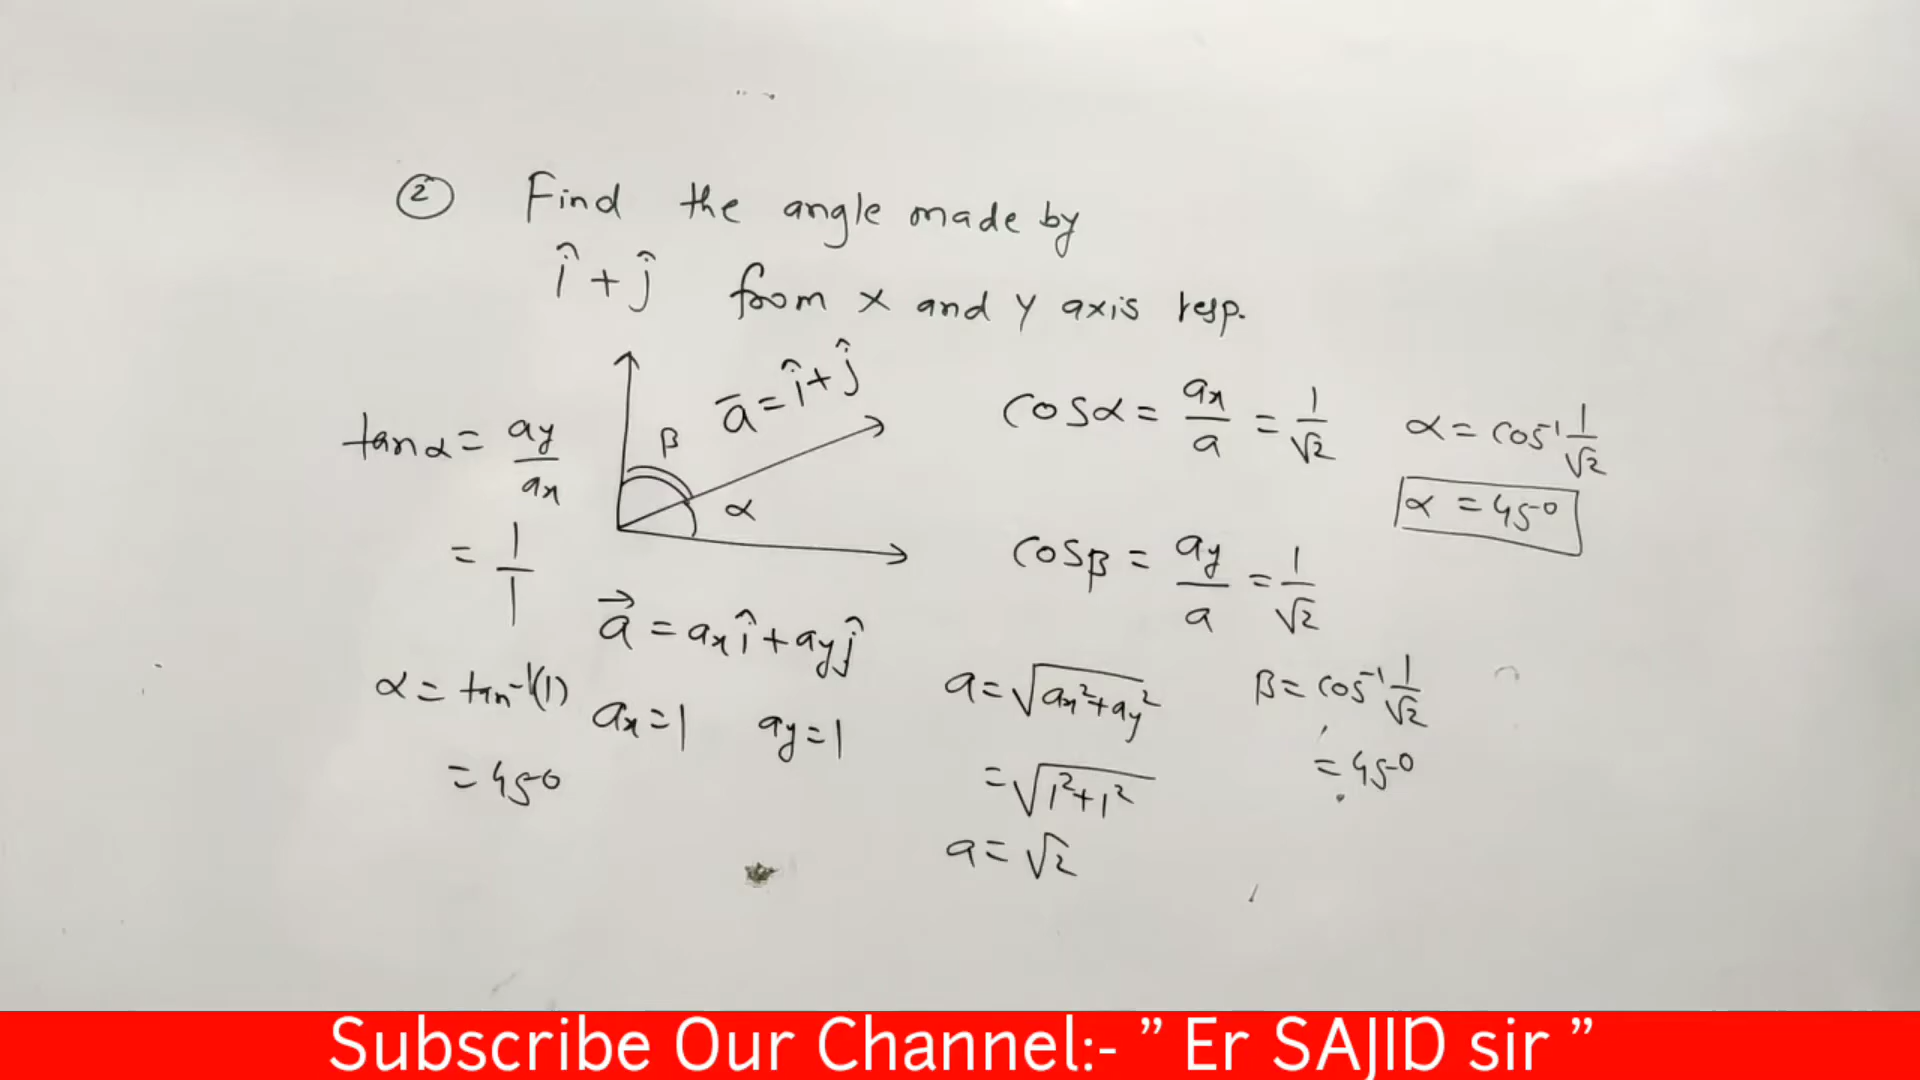 ② Find the angle made by
î + ĵ from x and y axis resp.
tanα = ay/ax
= 1/1
α = tan⁻¹(1)
= 45°
β
a̅ = î + ĵ
α
a⃗ = axî + ayĵ
ax = 1 ay = 1
cosα = ax/a = 1/√2
α = cos⁻¹ 1/√2
α = 45°
cosβ = ay/a = 1/√2
a = √ax²+ay²
= √1²+1²
a = √2
β = cos⁻¹ 1/√2
= 45°
Subscribe Our Channel:- ” Er SAJID sir ”